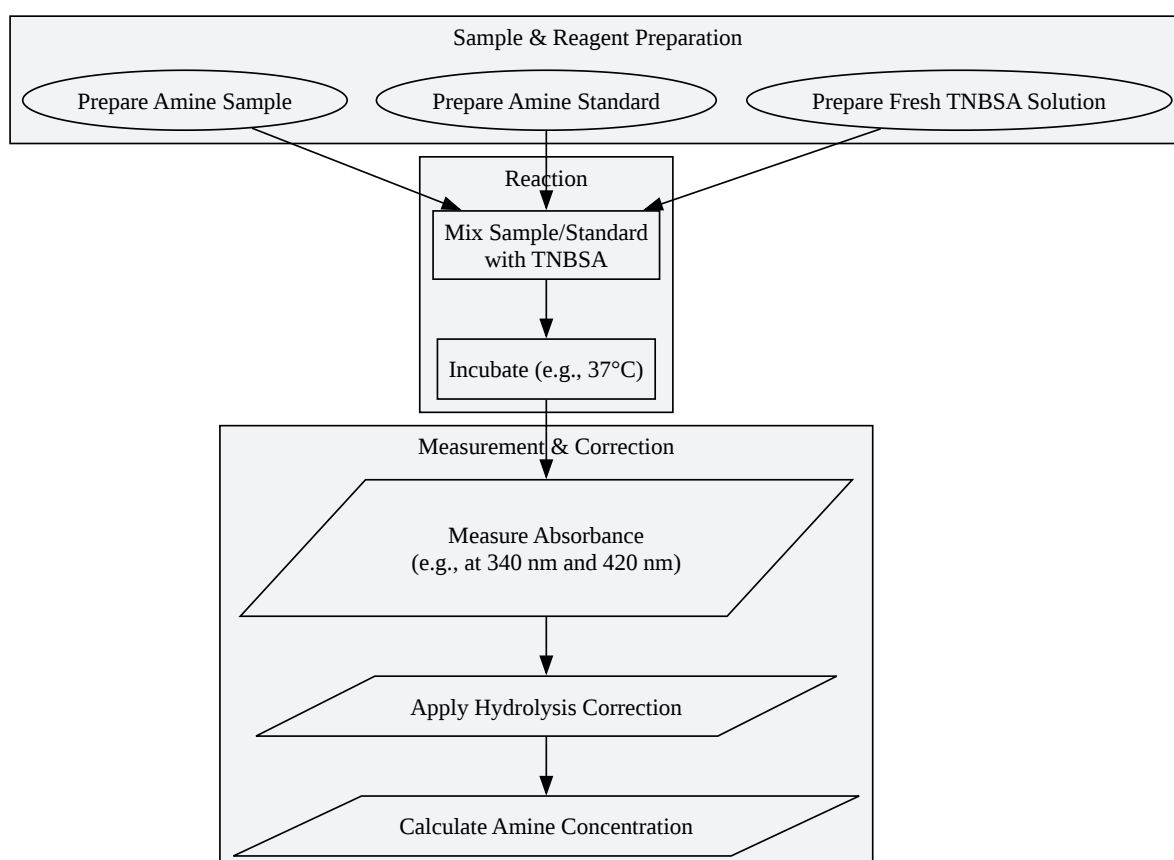 Sample & Reagent Preparation
Prepare Amine Sample
Prepare Amine Standard
Prepare Fresh TNBSA Solution
Reaction
Mix Sample/Standard
with TNBSA
Incubate (e.g., 37°C)
Measurement & Correction
Measure Absorbance
(e.g., at 340 nm and 420 nm)
Apply Hydrolysis Correction
Calculate Amine Concentration